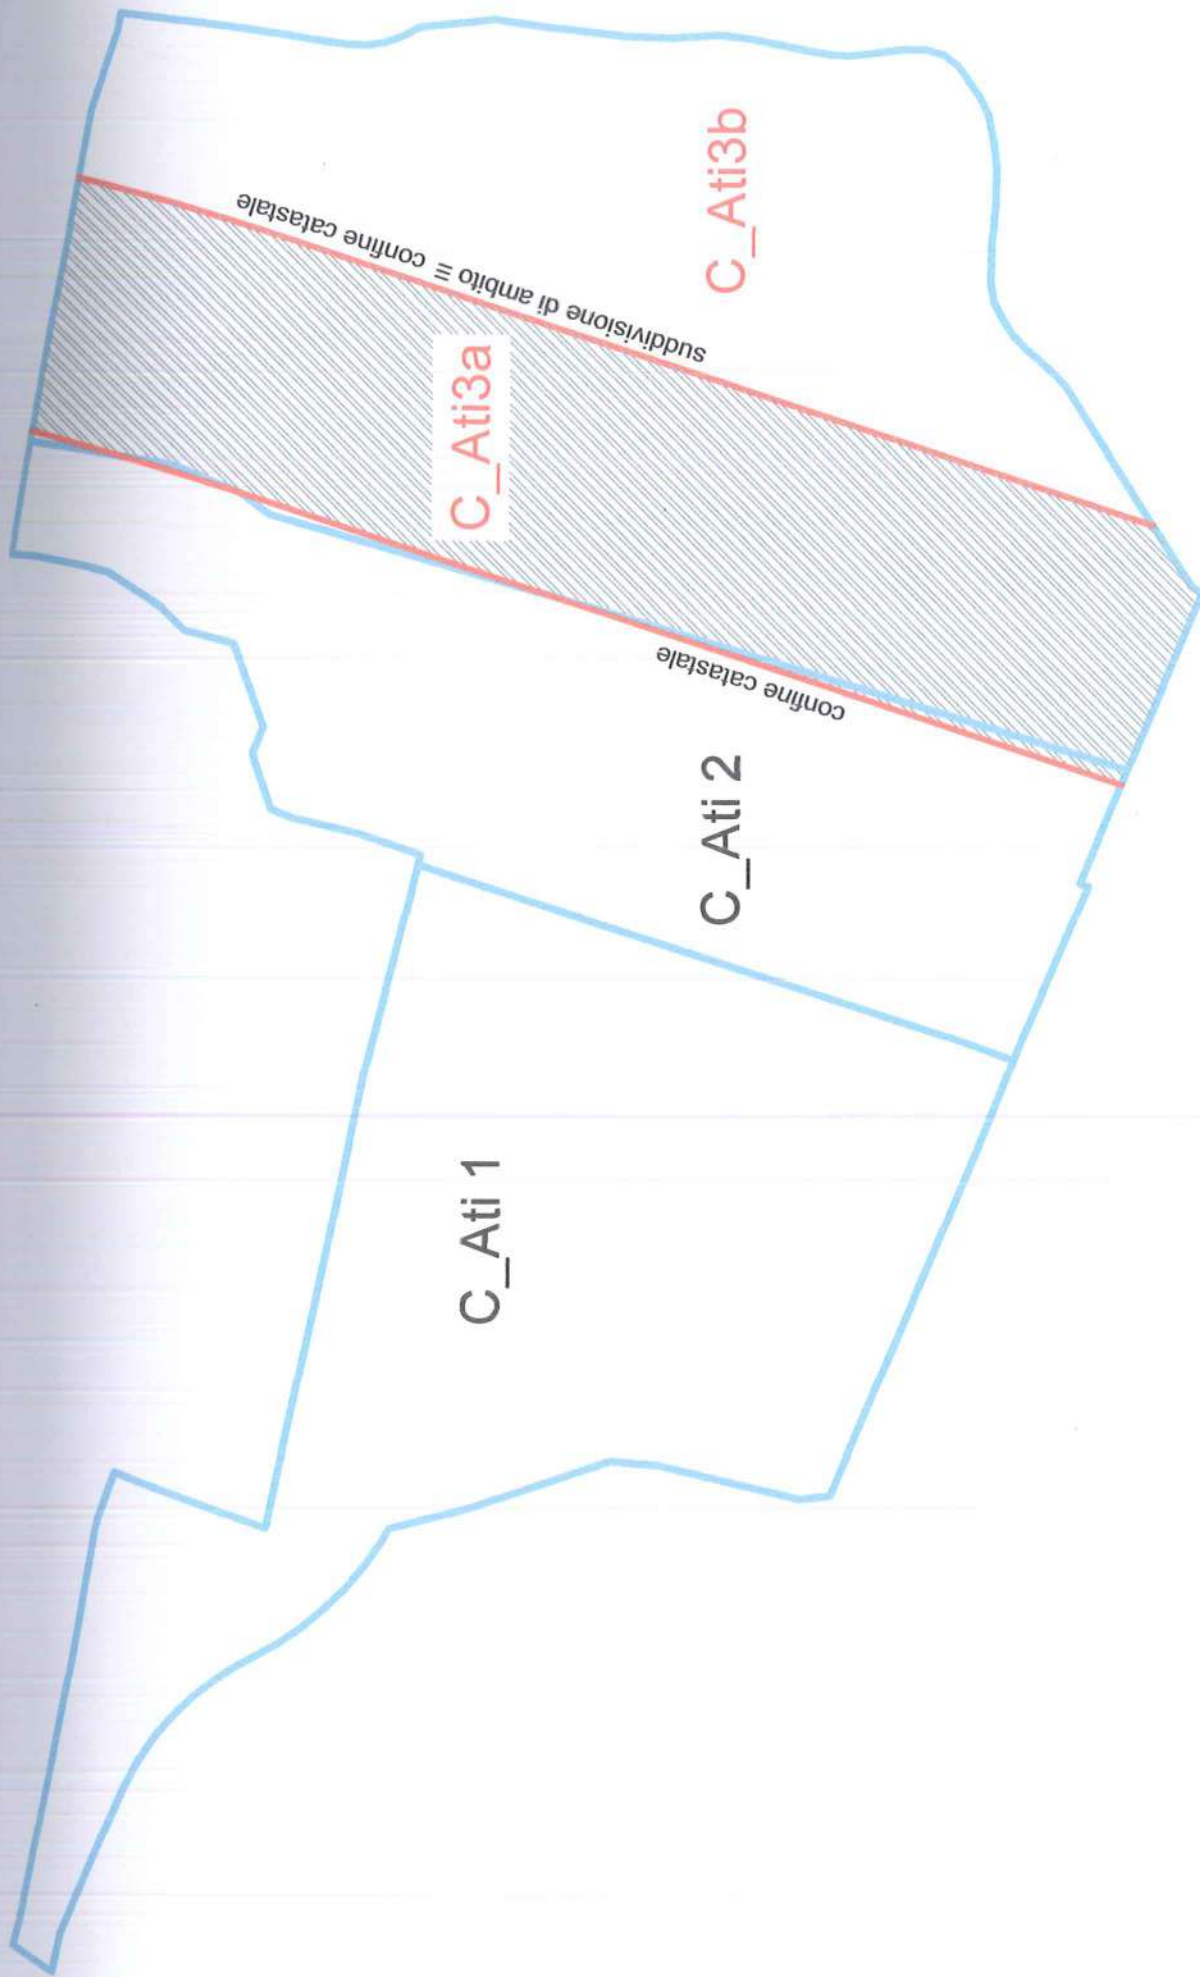 C_Ati 1
C_Ati 2
C_Ati3a
C_Ati3b
confine catastale
suddivisione di ambito ≡ confine catastale